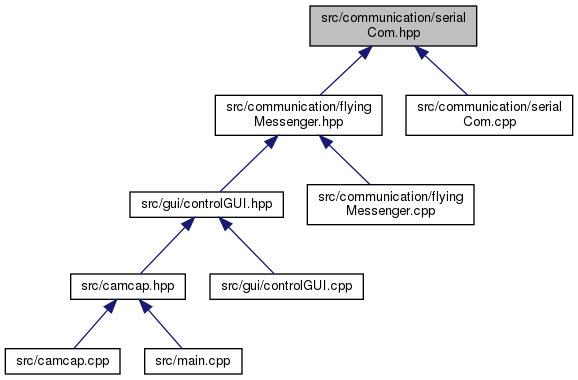 src/communication/serial
Com.hpp
src/communication/flying
Messenger.hpp
src/communication/serial
Com.cpp
src/gui/controlGUI.hpp
src/communication/flying
Messenger.cpp
src/camcap.hpp
src/gui/controlGUI.cpp
src/camcap.cpp
src/main.cpp